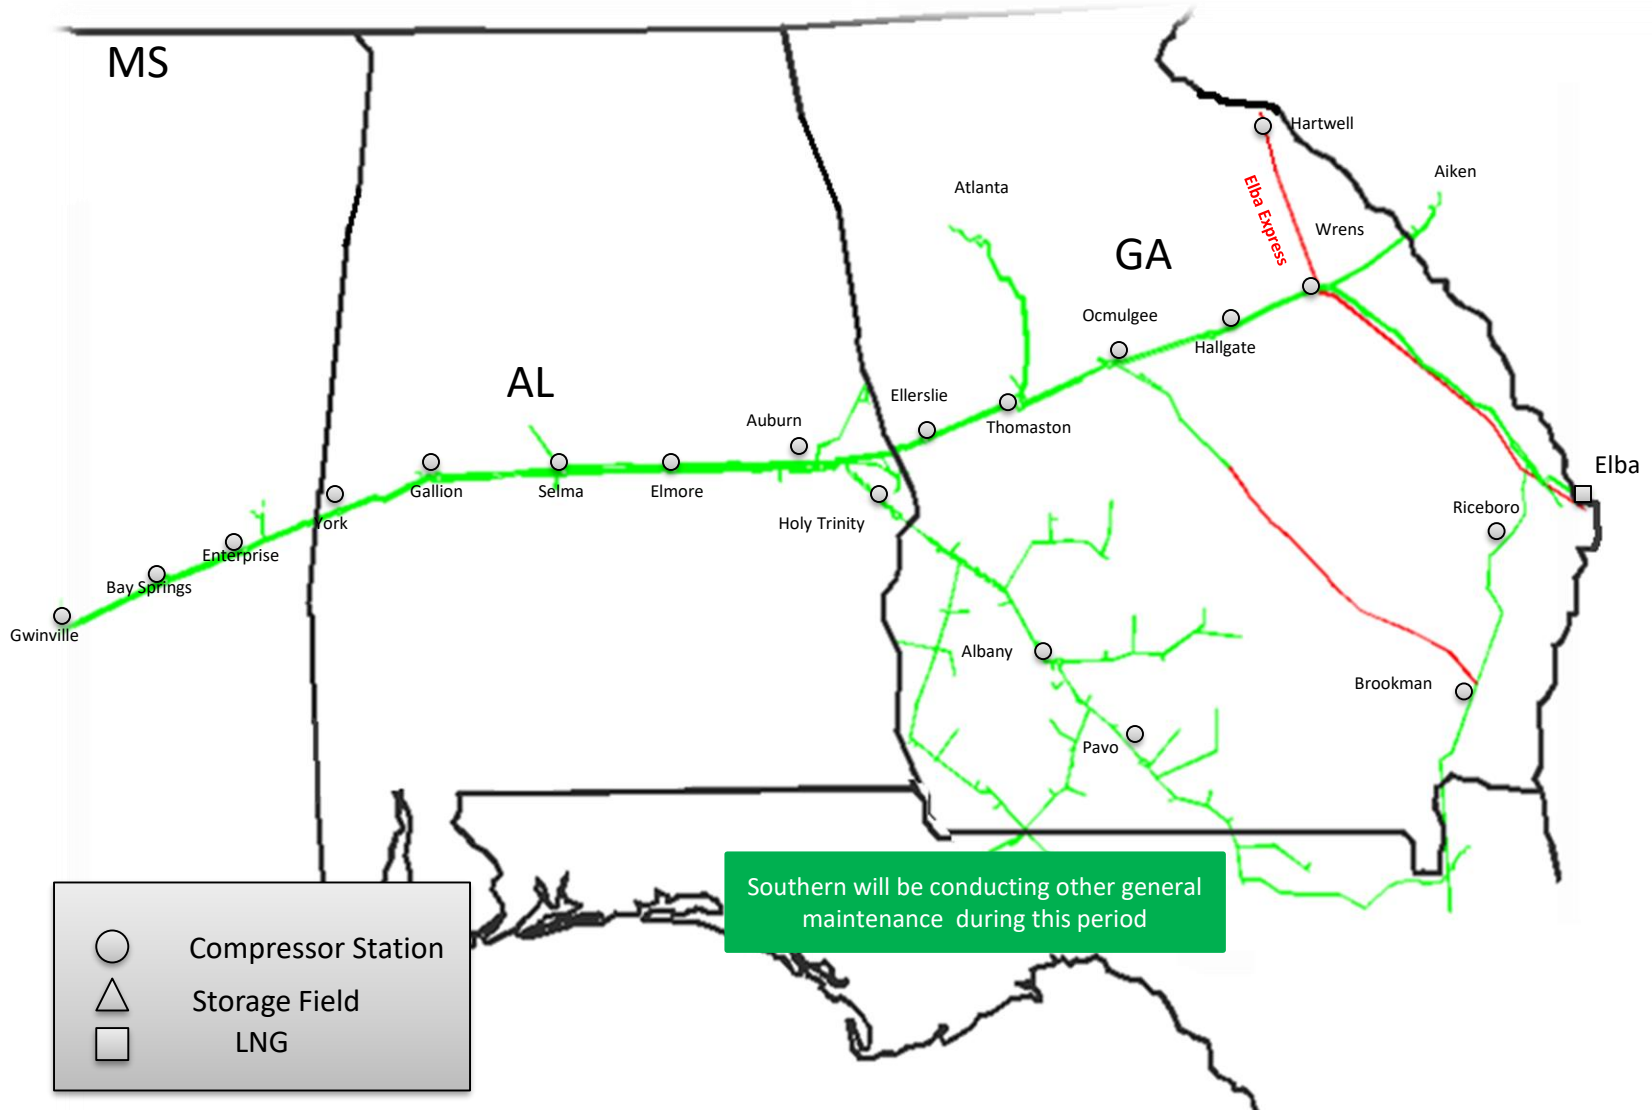 MS
Hartwell
Aiken
Atlanta
Elba Express
Wrens
GA
Ocmulgee
Hallgate
AL
Ellerslie
Auburn
Thomaston
Elba
Gallion
Selma
Elmore
Riceboro
York
Holy Trinity
Enterprise
Bay Springs
Gwinville
Albany
Brookman
Pavo
Southern will be conducting other general
maintenance during this period
Compressor Station
Storage Field
LNG